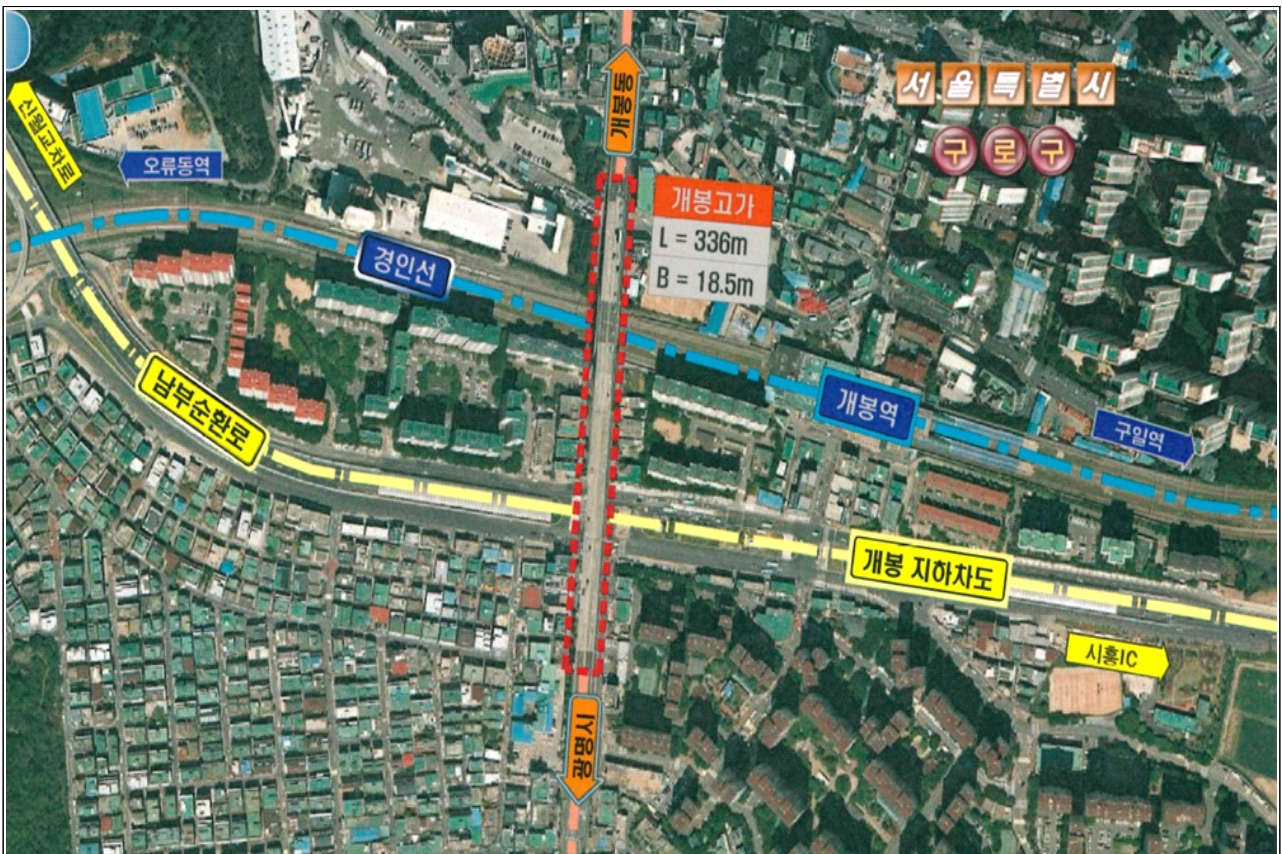 서울특별시
구로구
개봉동
신월교차로
오류동역
개봉고가
L = 336m
B = 18.5m
경인선
남부순환로
개봉역
구일역
개봉 지하차도
시흥IC
광명시